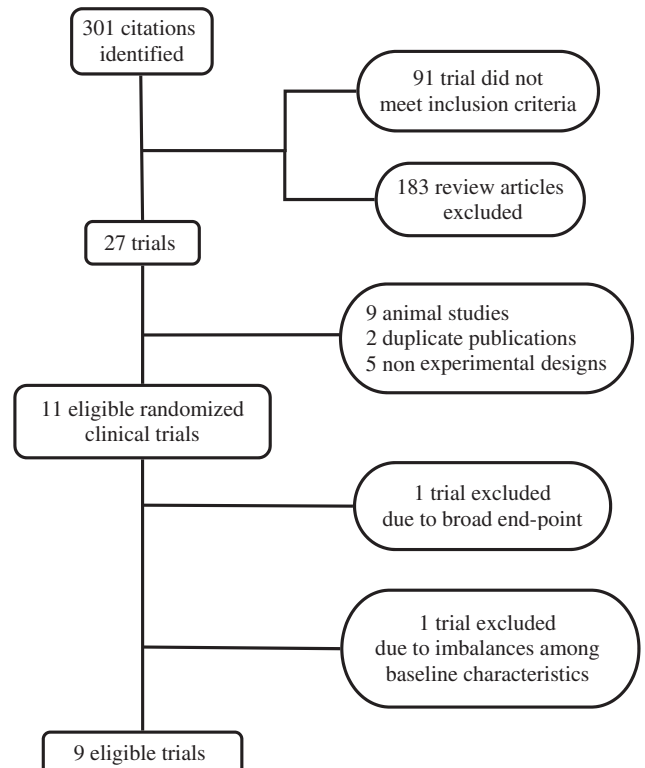 301 citations
identified
91 trial did not
meet inclusion criteria
183 review articles
excluded
27 trials
9 animal studies
2 duplicate publications
5 non experimental designs
11 eligible randomized
clinical trials
1 trial excluded
due to broad end-point
1 trial excluded
due to imbalances among
baseline characteristics
9 eligible trials